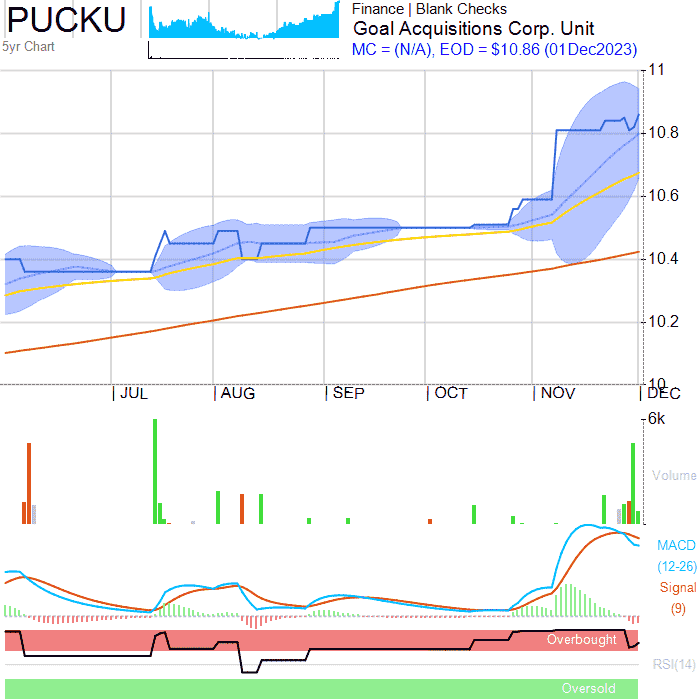 PUCKU
5yr Chart
Finance | Blank Checks
Goal Acquisitions Corp. Unit
MC = (N/A), EOD = $10.86 (01Dec2023)
11
10.8
10.6
10.4
10.2
10
JUL AUG SEP OCT NOV DEC
6k
Volume
MACD
(12-26)
Signal
(9)
Overbought
RSI(14)
Oversold